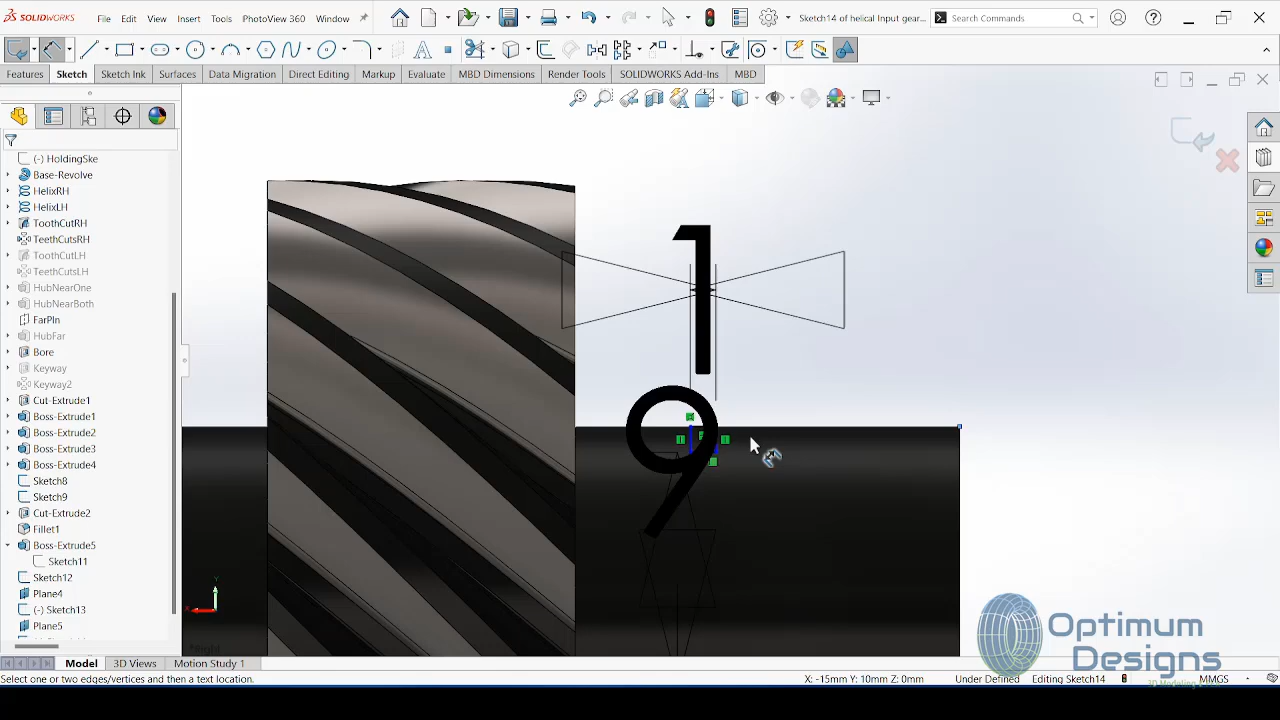 SOLIDWORKS File Edit View Insert Tools PhotoView 360 Window Sketch14 of helical Input gear... Search Commands
Features Sketch Sketch Ink Surfaces Data Migration Direct Editing Markup Evaluate MBD Dimensions Render Tools SOLIDWORKS Add-Ins MBD
(-) HoldingSke
Base-Revolve
HelixRH
HelixLH
ToothCutRH
TeethCutsRH
ToothCutLH
TeethCutsLH
HubNearOne
HubNearBoth
FarPln
HubFar
Bore
Keyway
Keyway2
Cut-Extrude1
Boss-Extrude1
Boss-Extrude2
Boss-Extrude3
Boss-Extrude4
Sketch8
Sketch9
Cut-Extrude2
Fillet1
Boss-Extrude5
Sketch11
Sketch12
Plane4
(-) Sketch13
Plane5
1
9
Y
Optimum
Designs
Model 3D Views Motion Study 1
Select one or two edges/vertices and then a text location. X: -15mm Y: 10mm Z: 0mm Under Defined Editing Sketch14 MMGS